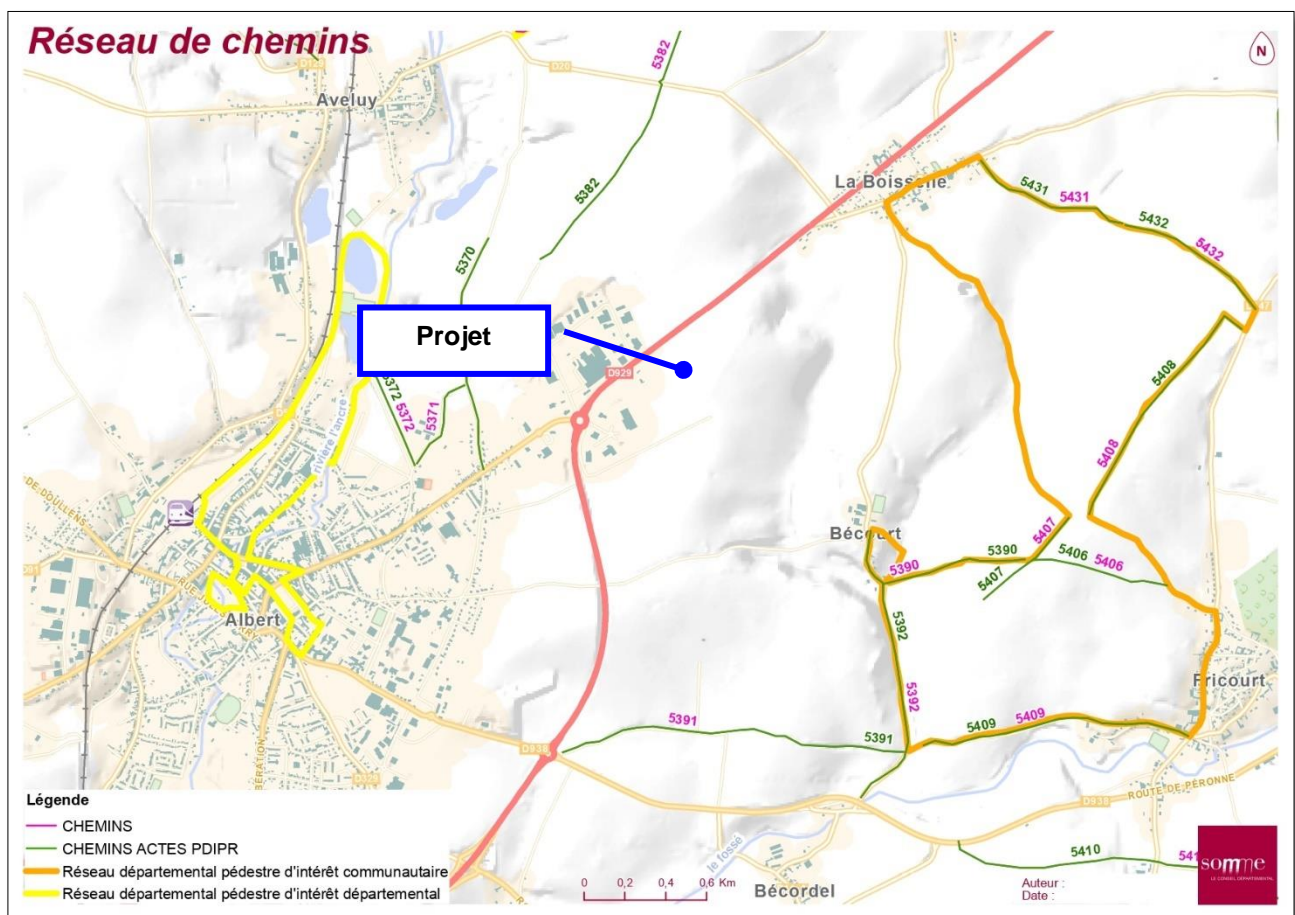 Réseau de chemins
N
5382
D20
Aveluy
La Boisselle
5431
5431
5382
5432
5432
5370
Projet
D929
5408
5372
5372
5371
rivière l'ancre
5408
DE DOULLENS
Bécourt
5407
5390
5390
5406
5406
5407
Albert
5392
Fricourt
5392
5391
5391
5409
5409
D938
ROUTE DE PÉRONNE
D938
le fossé
5410
Bécordel
Légende
CHEMINS
CHEMINS ACTES PDIPR
Réseau départemental pédestre d'intérêt communautaire
Réseau départemental pédestre d'intérêt départemental
0 0,2 0,4 0,6 Km
Auteur :
Date :
somme
LE CONSEIL DÉPARTEMENTAL